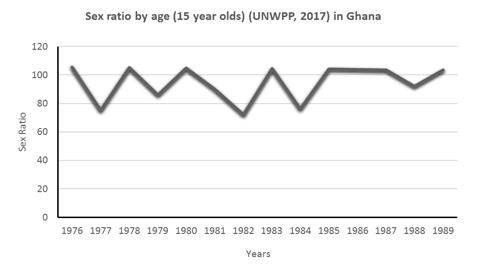 Sex ratio by age (15 year olds) (UNWPP, 2017) in Ghana
120
100
80
60
40
20
0
Sex Ratio
1976 1977 1978 1979 1980 1981 1982 1983 1984 1985 1986 1987 1988 1989
Years